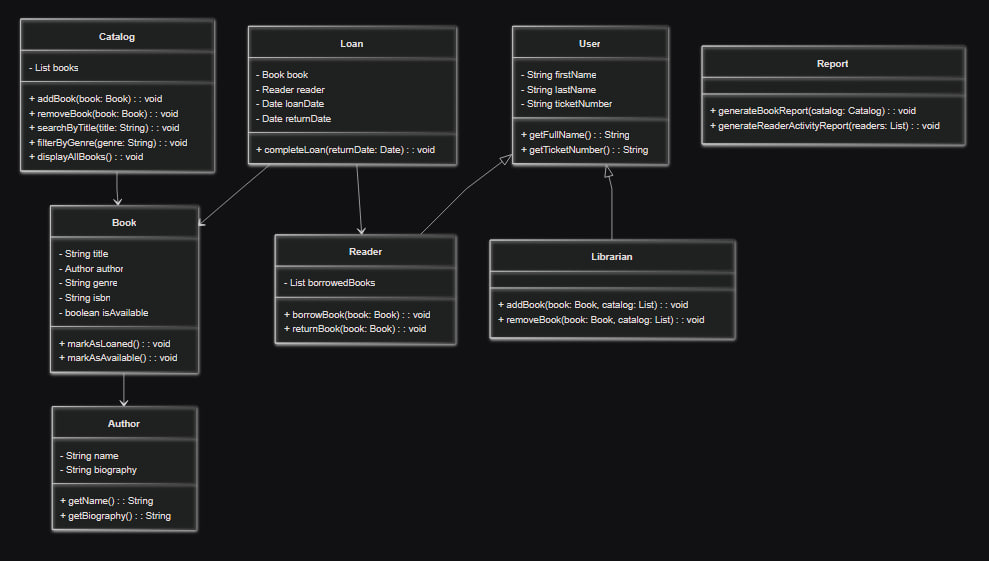 Catalog
- List books
+ addBook(book: Book) : : void
+ removeBook(book: Book) : : void
+ searchByTitle(title: String) : : void
+ filterByGenre(genre: String) : : void
+ displayAllBooks() : : void
Loan
- Book book
- Reader reader
- Date loanDate
- Date returnDate
+ completeLoan(returnDate: Date) : : void
User
- String firstName
- String lastName
- String ticketNumber
+ getFullName() : : String
+ getTicketNumber() : : String
Report
+ generateBookReport(catalog: Catalog) : : void
+ generateReaderActivityReport(readers: List) : : void
Book
- String title
- Author author
- String genre
- String isbn
- boolean isAvailable
+ markAsLoaned() : : void
+ markAsAvailable() : : void
Reader
- List borrowedBooks
+ borrowBook(book: Book) : : void
+ returnBook(book: Book) : : void
Librarian
+ addBook(book: Book, catalog: List) : : void
+ removeBook(book: Book, catalog: List) : : void
Author
- String name
- String biography
+ getName() : : String
+ getBiography() : : String